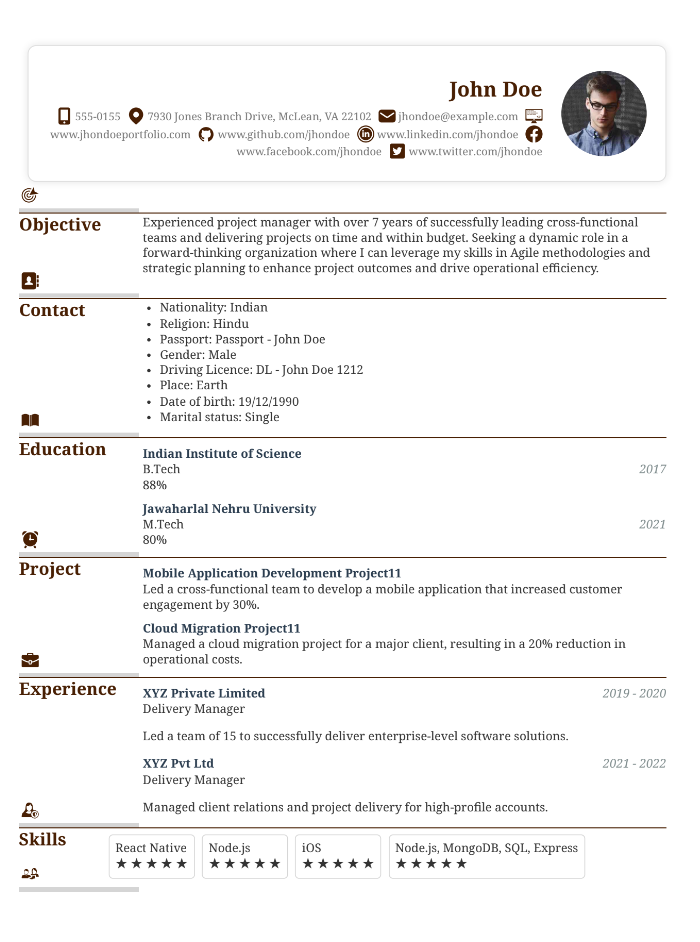 John Doe
555-0155 7930 Jones Branch Drive, McLean, VA 22102 jhondoe@example.com
www.jhondoeportfolio.com www.github.com/jhondoe www.linkedin.com/jhondoe
www.facebook.com/jhondoe www.twitter.com/jhondoe
Objective
Experienced project manager with over 7 years of successfully leading cross-functional
teams and delivering projects on time and within budget. Seeking a dynamic role in a
forward-thinking organization where I can leverage my skills in Agile methodologies and
strategic planning to enhance project outcomes and drive operational efficiency.
Contact
• Nationality: Indian
• Religion: Hindu
• Passport: Passport - John Doe
• Gender: Male
• Driving Licence: DL - John Doe 1212
• Place: Earth
• Date of birth: 19/12/1990
• Marital status: Single
Education
Indian Institute of Science
B.Tech 2017
88%
Jawaharlal Nehru University
M.Tech 2021
80%
Project
Mobile Application Development Project11
Led a cross-functional team to develop a mobile application that increased customer
engagement by 30%.
Cloud Migration Project11
Managed a cloud migration project for a major client, resulting in a 20% reduction in
operational costs.
Experience
XYZ Private Limited 2019 - 2020
Delivery Manager
Led a team of 15 to successfully deliver enterprise-level software solutions.
XYZ Pvt Ltd 2021 - 2022
Delivery Manager
Managed client relations and project delivery for high-profile accounts.
Skills
React Native Node.js iOS Node.js, MongoDB, SQL, Express
★★★★★ ★★★★★ ★★★★★ ★★★★★